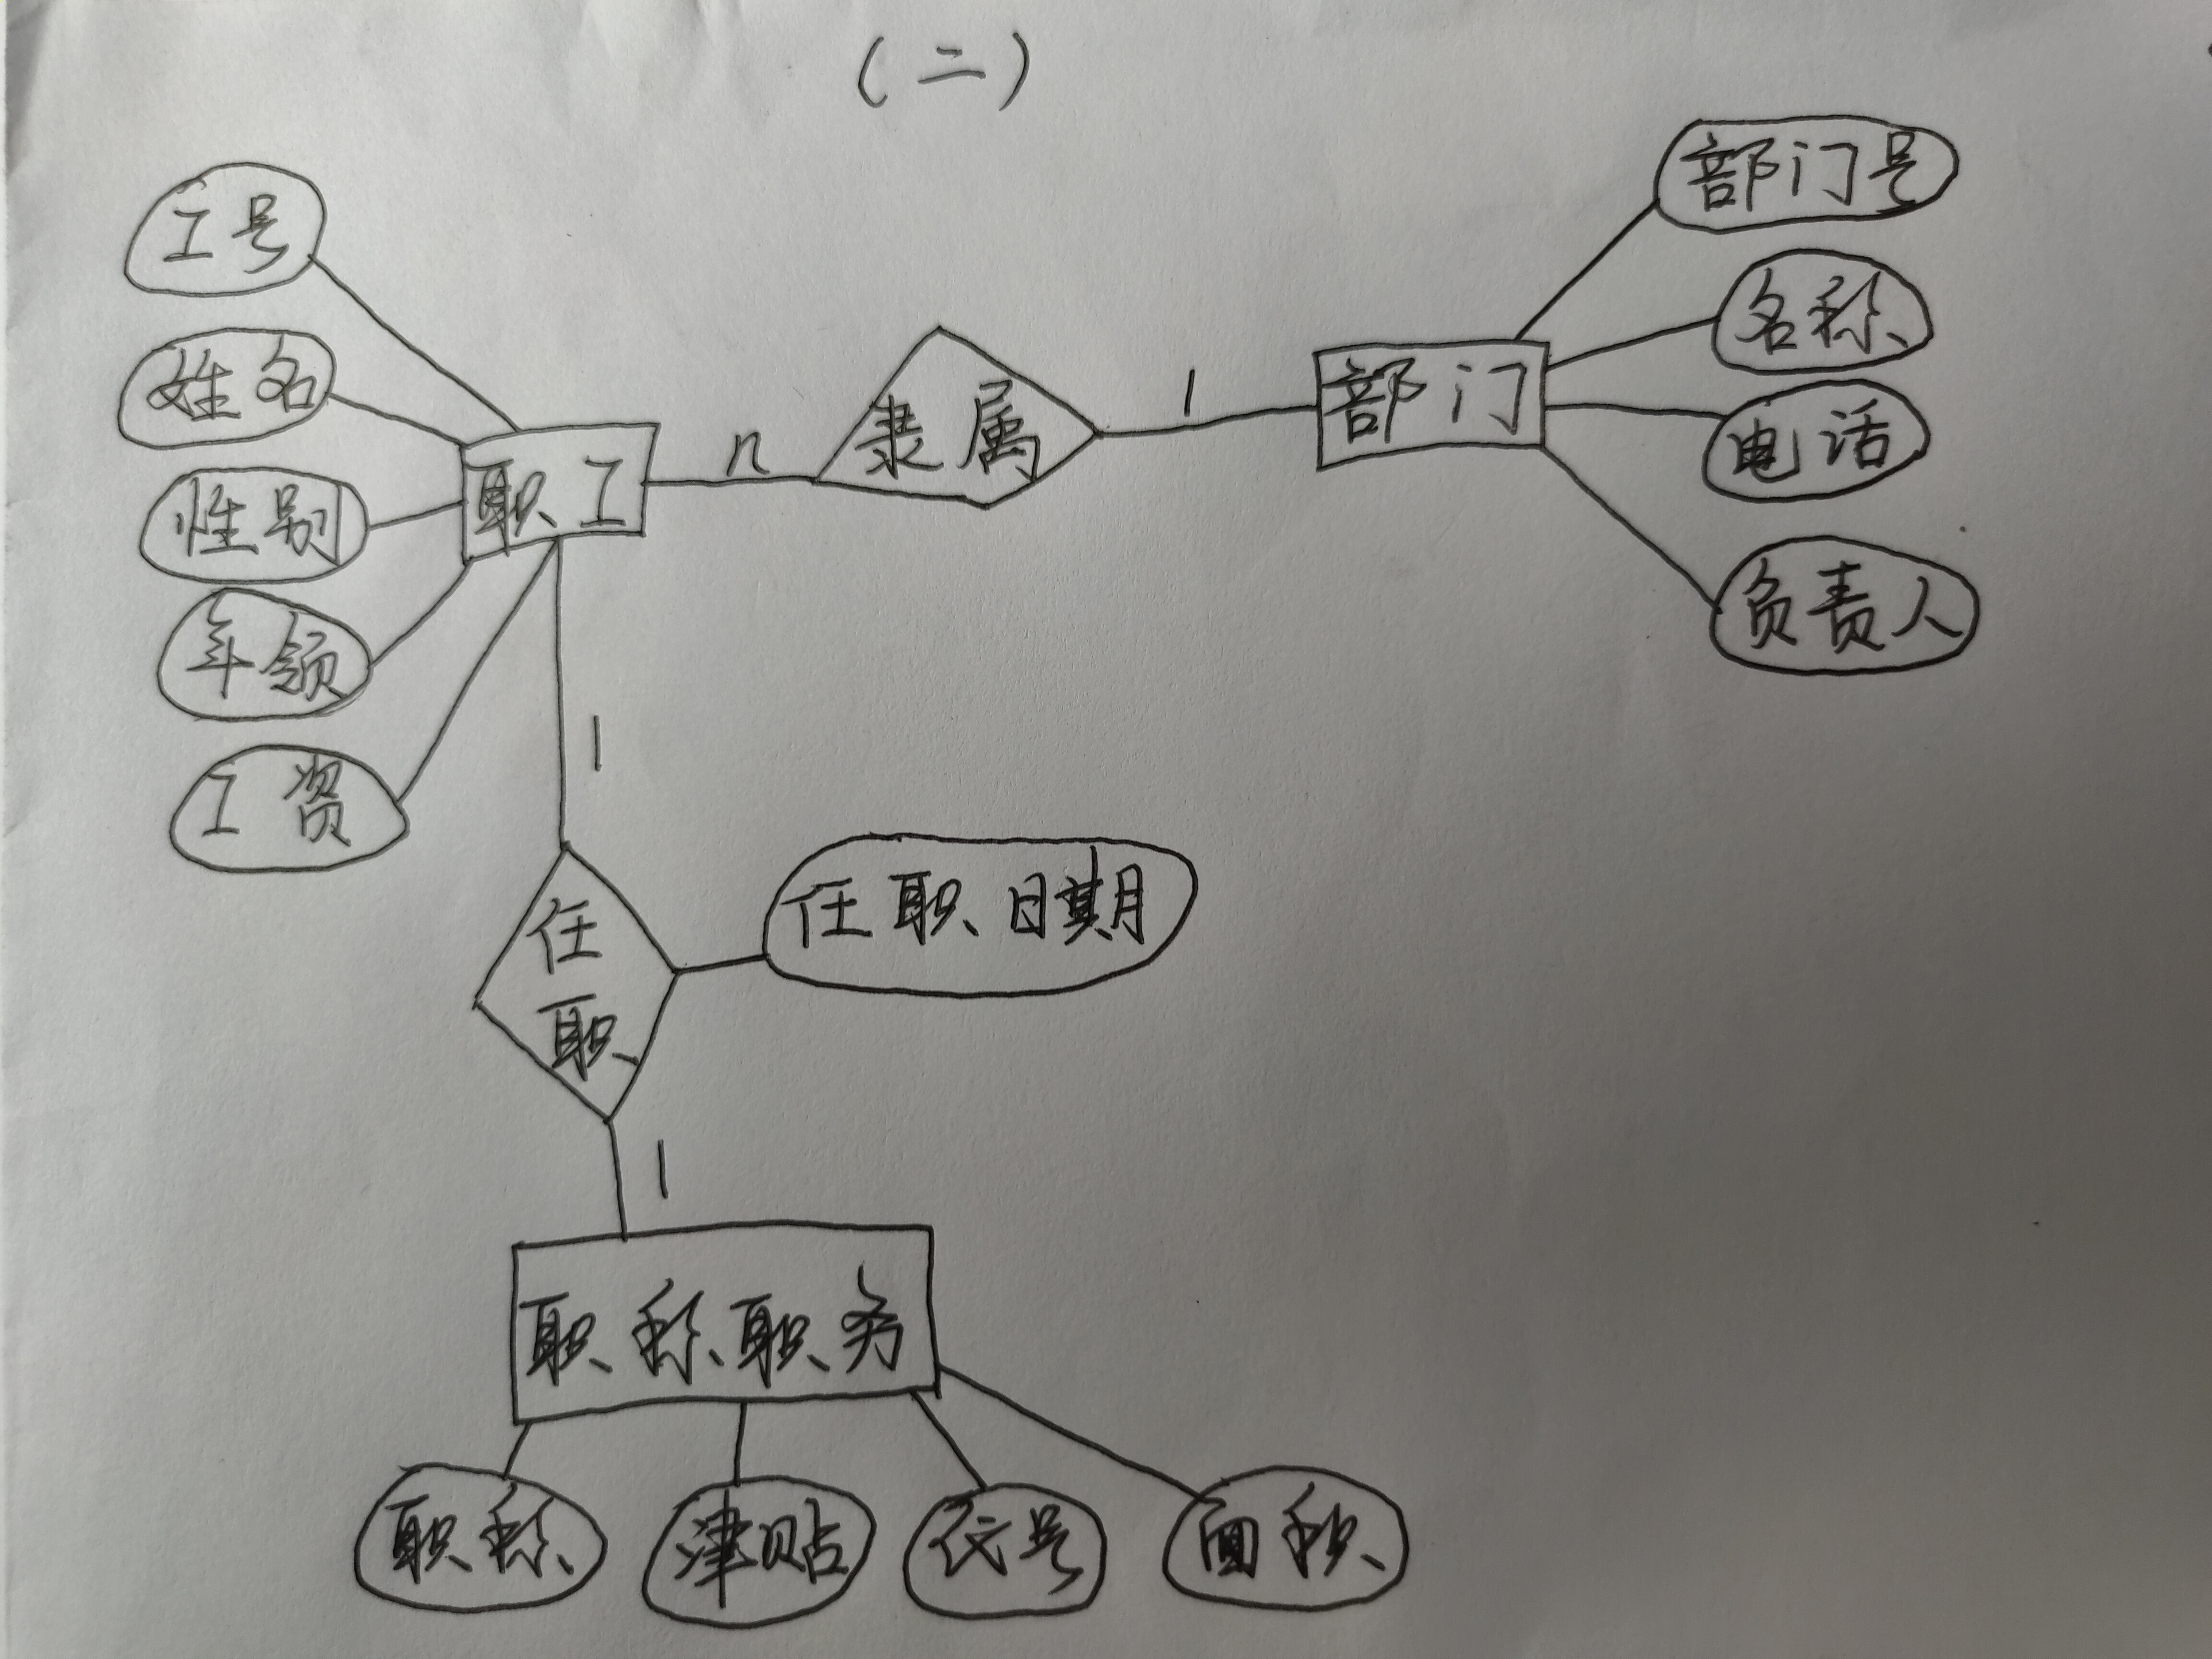 (二)
工号
姓名
性别
年领
工资
职工
n
隶属
1
部门
部门号
名称
电话
负责人
1
任职
任职日期
1
职称职务
职称
津贴
代号
面积